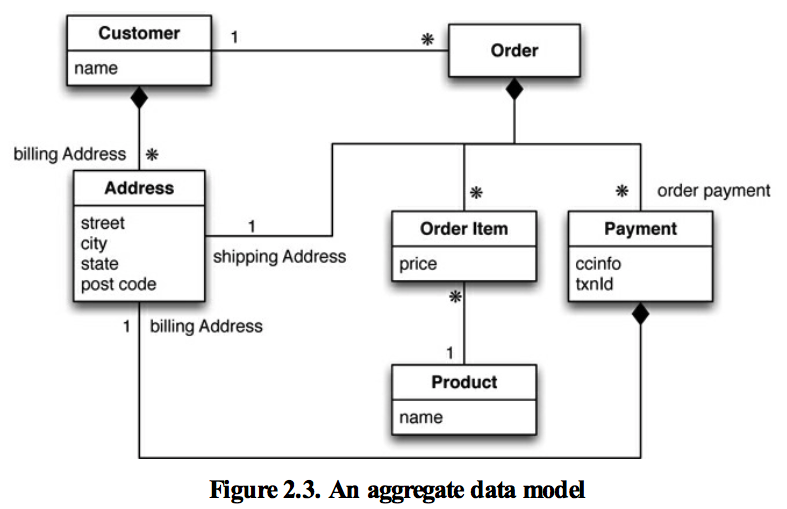 Customer
name
1
*
Order
billing Address
*
Address
street
city
state
post code
1
shipping Address
*
Order Item
price
*
order payment
Payment
ccinfo
txnId
1
billing Address
*
1
Product
name
Figure 2.3. An aggregate data model